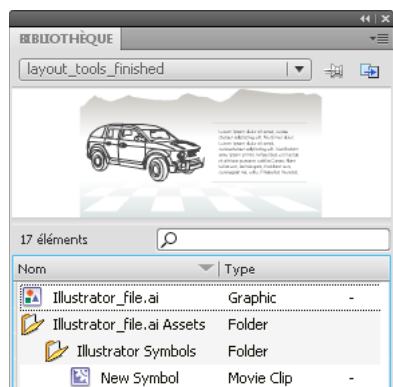 BIBLIOTHÈQUE
layout_tools_finished
17 éléments
Nom Type
Illustrator_file.ai Graphic -
Illustrator_file.ai Assets Folder
Illustrator Symbols Folder
New Symbol Movie Clip -